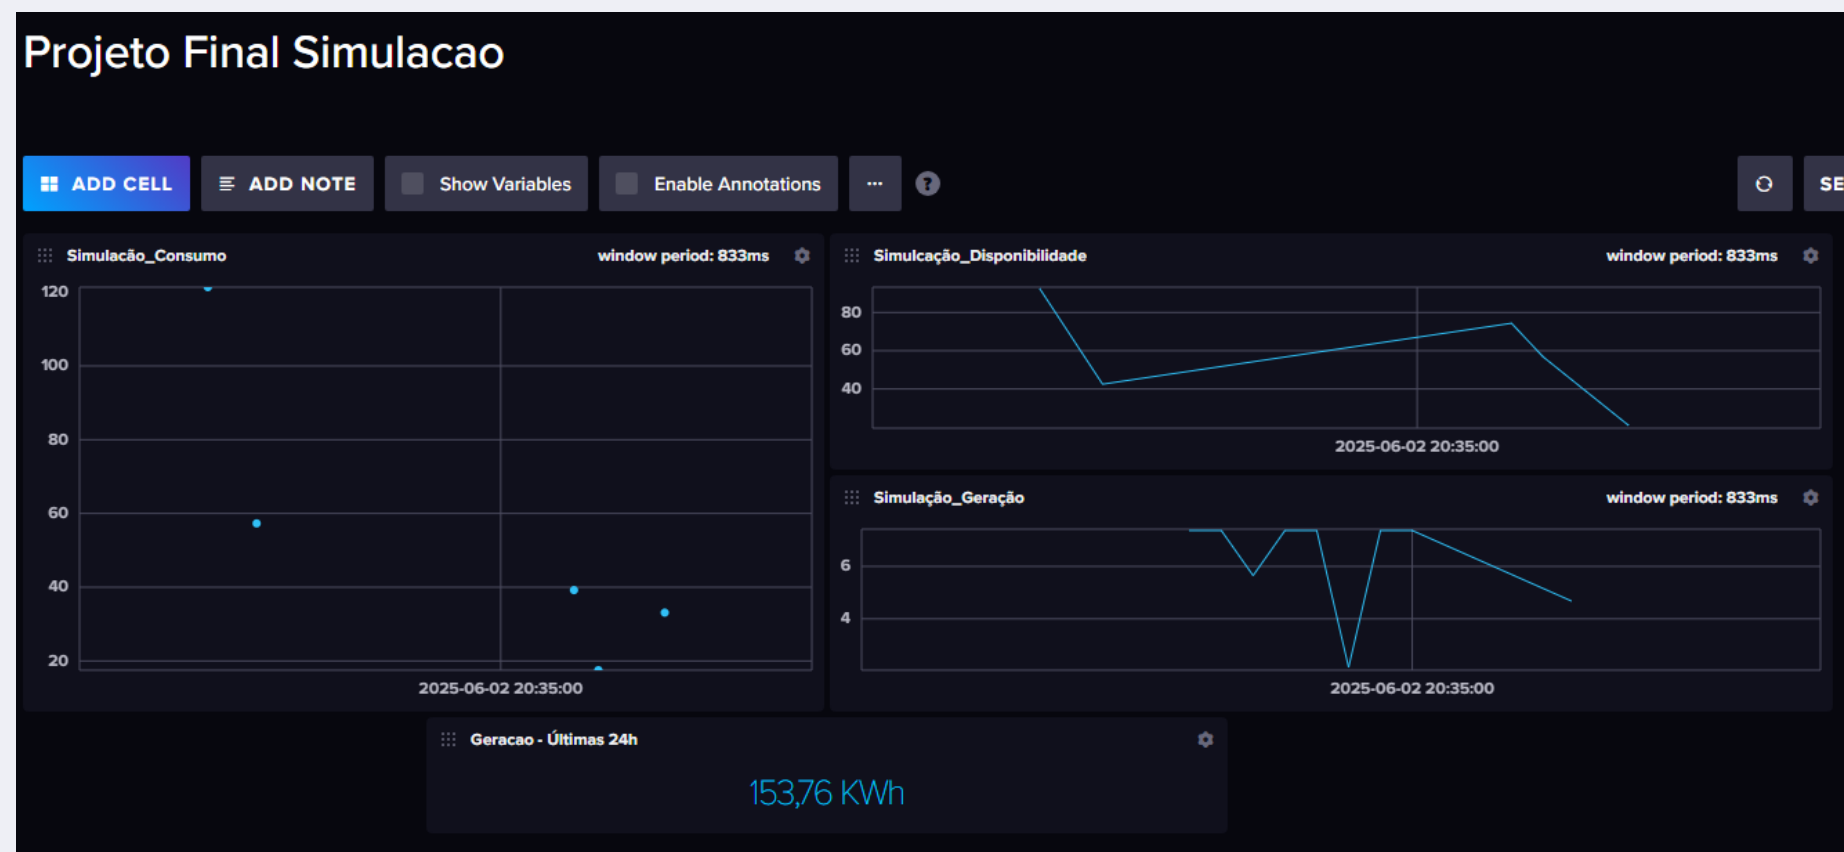 Projeto Final Simulacao
ADD CELL
ADD NOTE
Show Variables
Enable Annotations
...
?
SE
Simulacão_Consumo
window period: 833ms
120
100
80
60
40
20
2025-06-02 20:35:00
Simulcação_Disponibilidade
window period: 833ms
80
60
40
2025-06-02 20:35:00
Simulação_Geração
window period: 833ms
6
4
2025-06-02 20:35:00
Geracao - Últimas 24h
153,76 KWh